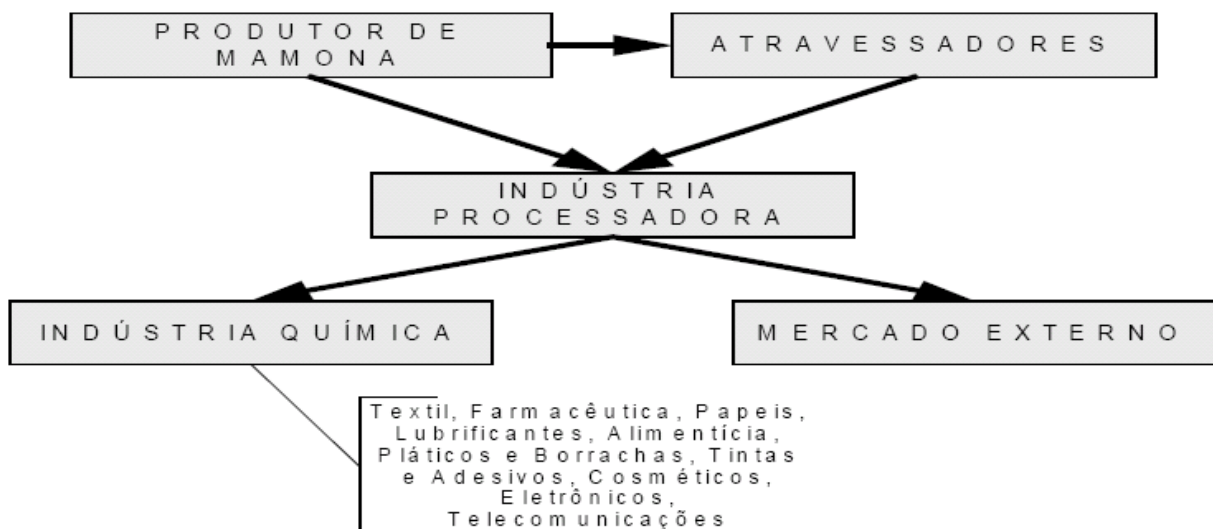 PRODUTOR DE
MAMONA
ATRAVESSADORES
INDÚSTRIA
PROCESSADORA
INDÚSTRIA QUÍMICA
MERCADO EXTERNO
Textil, Farmacêutica, Papeis,
Lubrificantes, Alimentícia,
Pláticos e Borrachas, Tintas
e Adesivos, Cosméticos,
Eletrônicos,
Telecomunicações